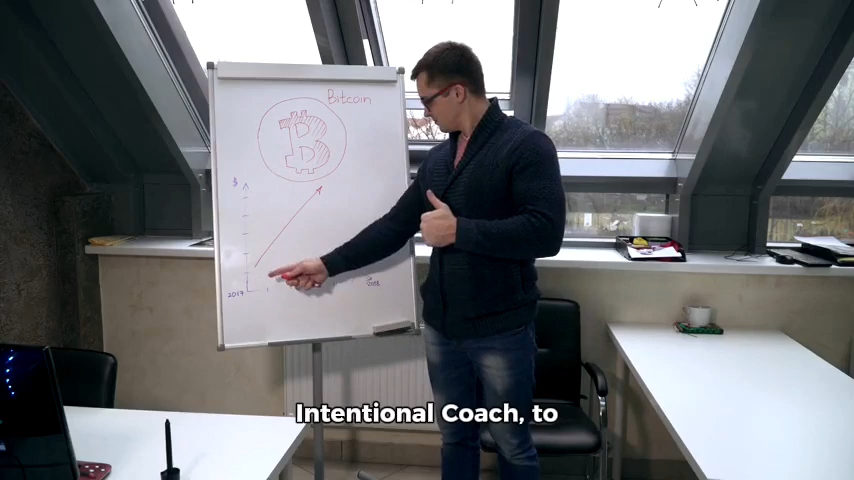 Bitcoin
$
2017
2018
Intentional Coach, to